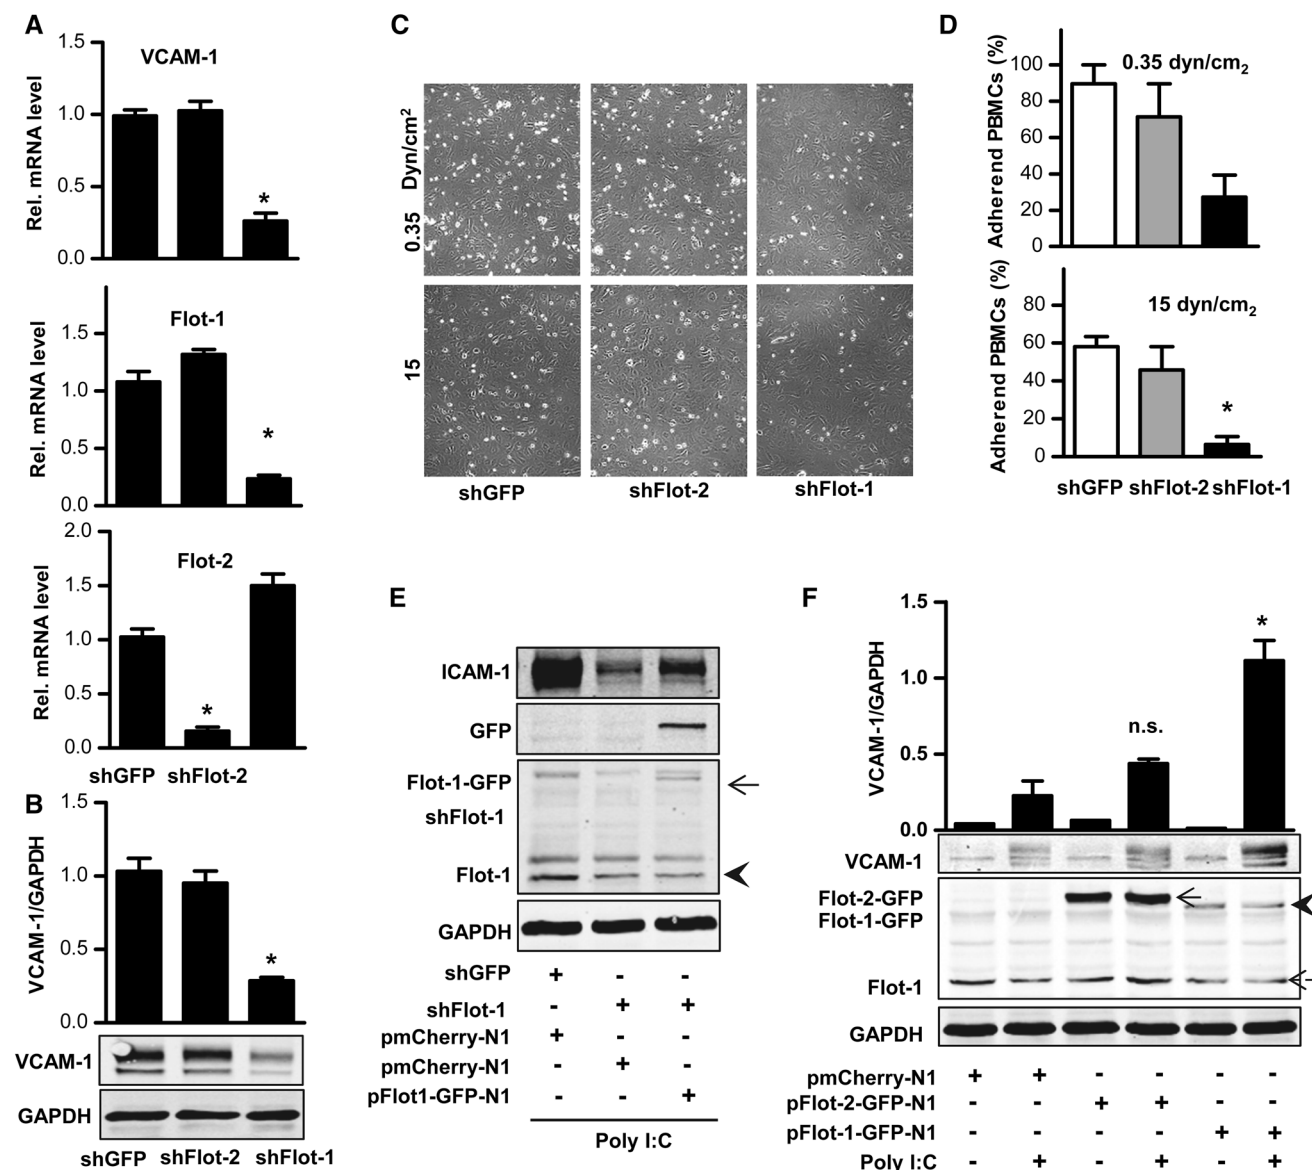 A
VCAM-1
Rel. mRNA level
1.5
1.0
0.5
0.0
*
Flot-1
Rel. mRNA level
1.5
1.0
0.5
0.0
*
Flot-2
Rel. mRNA level
2.0
1.5
1.0
0.5
0.0
*
shGFP shFlot-2
B
VCAM-1/GAPDH
1.5
1.0
0.5
0.0
*
VCAM-1
GAPDH
shGFP shFlot-2 shFlot-1
C
Dyn/cm2
0.35
15
shGFP shFlot-2 shFlot-1
D
Adherend PBMCs (%)
0.35 dyn/cm2
100
80
60
40
20
0
Adherend PBMCs (%)
15 dyn/cm2
80
60
40
20
0
*
shGFP shFlot-2 shFlot-1
E
ICAM-1
GFP
Flot-1-GFP
shFlot-1
Flot-1
GAPDH
shGFP + - -
shFlot-1 - + +
pmCherry-N1 + - -
pmCherry-N1 - + -
pFlot1-GFP-N1 - - +
Poly I:C
F
VCAM-1/GAPDH
1.5
1.0
0.5
0.0
n.s.
*
VCAM-1
Flot-2-GFP
Flot-1-GFP
Flot-1
GAPDH
pmCherry-N1 + + - - - -
pFlot-2-GFP-N1 - - + + - -
pFlot-1-GFP-N1 - - - - + +
Poly I:C - + - + - +